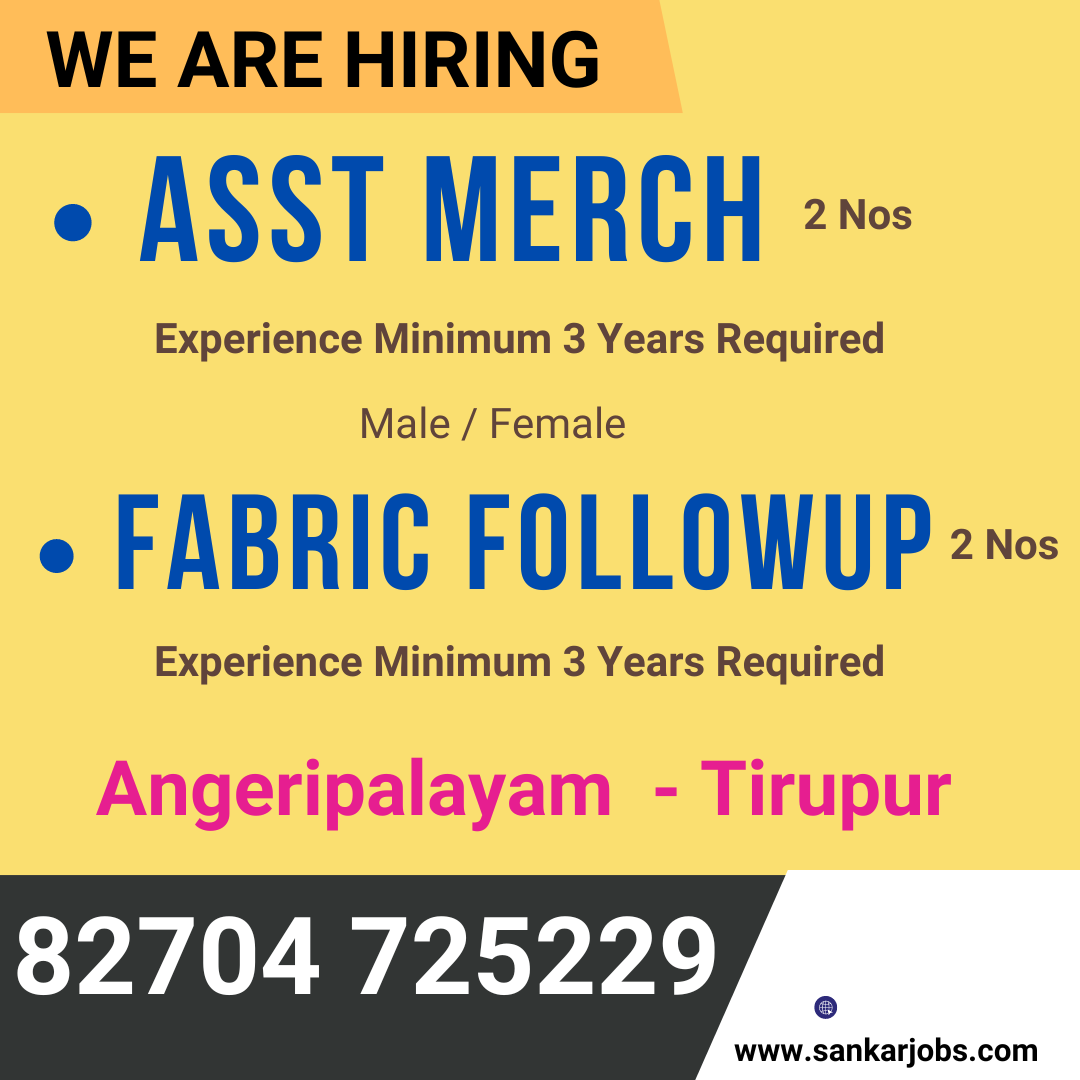 WE ARE HIRING
• ASST MERCH 2 Nos
Experience Minimum 3 Years Required
Male / Female
• FABRIC FOLLOWUP 2 Nos
Experience Minimum 3 Years Required
Angeripalayam - Tirupur
82704 725229
www.sankarjobs.com